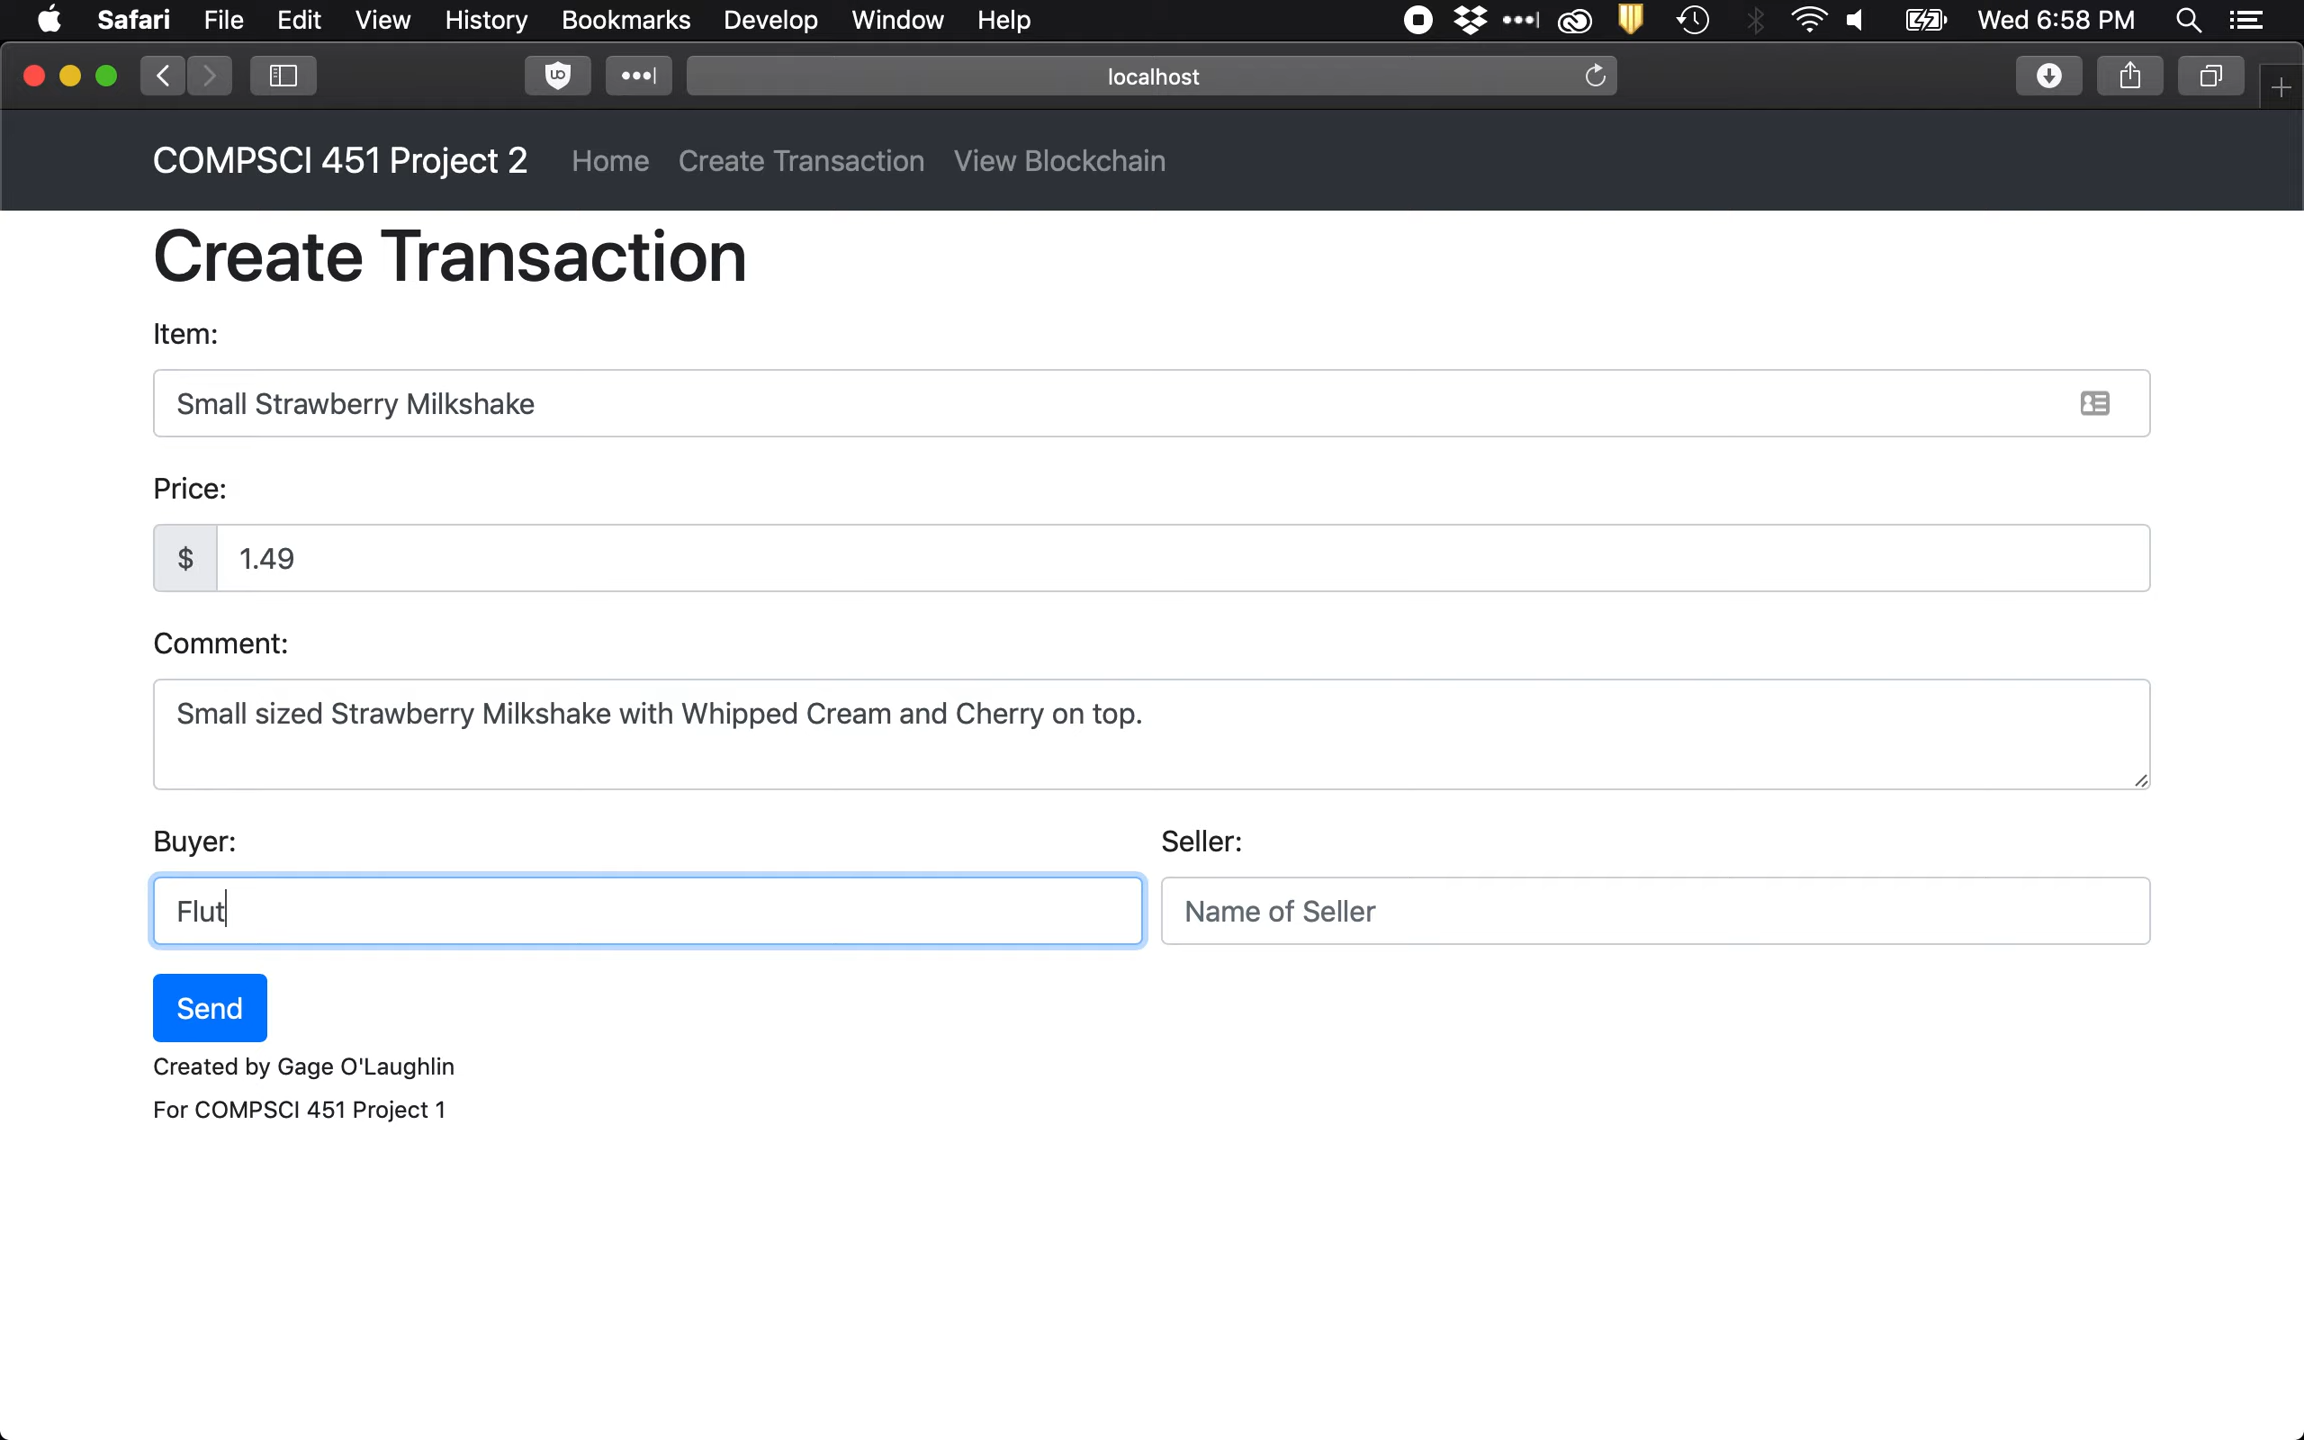 Safari File Edit View History Bookmarks Develop Window Help Wed 6:58 PM
localhost
COMPSCI 451 Project 2 Home Create Transaction View Blockchain
Create Transaction
Item:
Small Strawberry Milkshake
Price:
$ 1.49
Comment:
Small sized Strawberry Milkshake with Whipped Cream and Cherry on top.
Buyer: Seller:
Flut Name of Seller
Send
Created by Gage O'Laughlin
For COMPSCI 451 Project 1